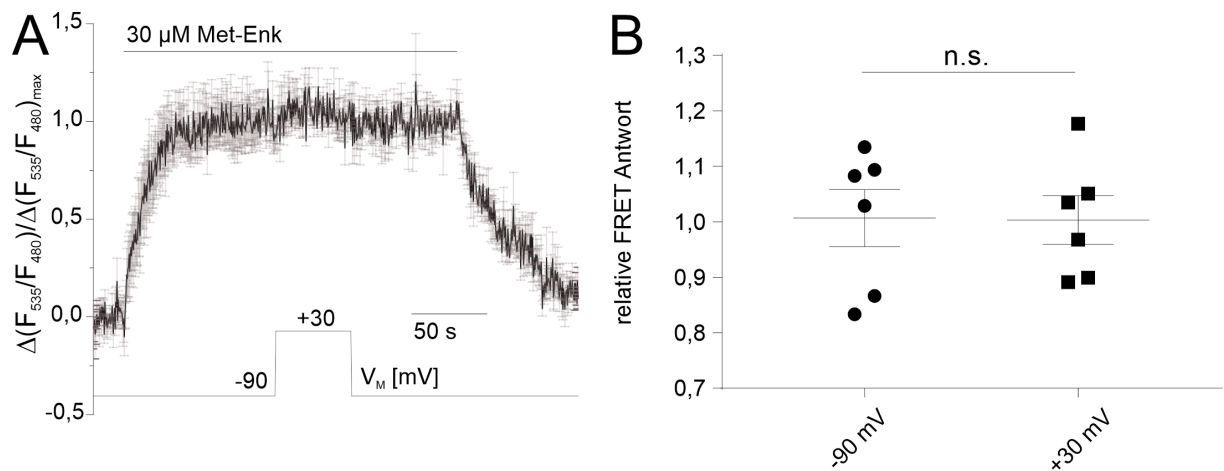 A
1,5
30 µM Met-Enk
1,0
0,5
0,0
-0,5
Δ(F535/F480)/Δ(F535/F480)max
+30
50 s
-90
VM [mV]
B
1,3
n.s.
1,2
1,1
1,0
0,9
0,8
0,7
relative FRET Antwort
-90 mV
+30 mV